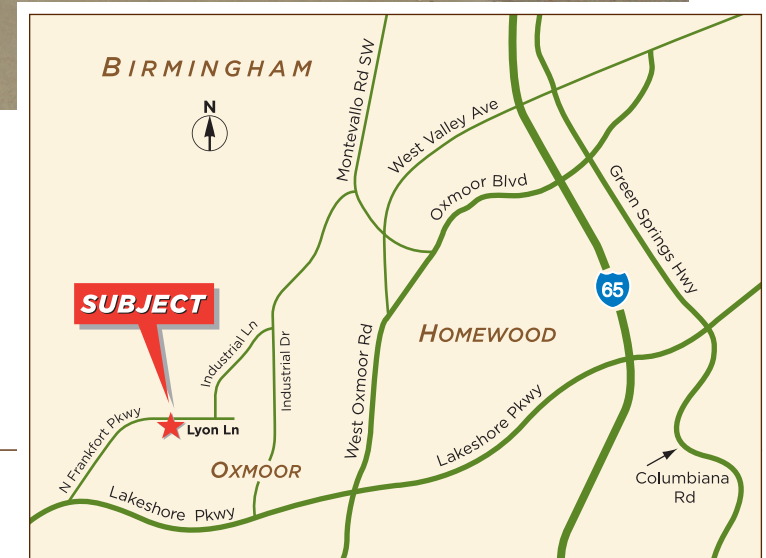 BIRMINGHAM
N
Montevallo Rd SW
West Valley Ave
Oxmoor Blvd
Green Springs Hwy
65
SUBJECT
HOMEWOOD
Industrial Ln
Industrial Dr
West Oxmoor Rd
N Frankfort Pkwy
Lyon Ln
Lakeshore Pkwy
OXMOOR
Lakeshore Pkwy
Columbiana
Rd